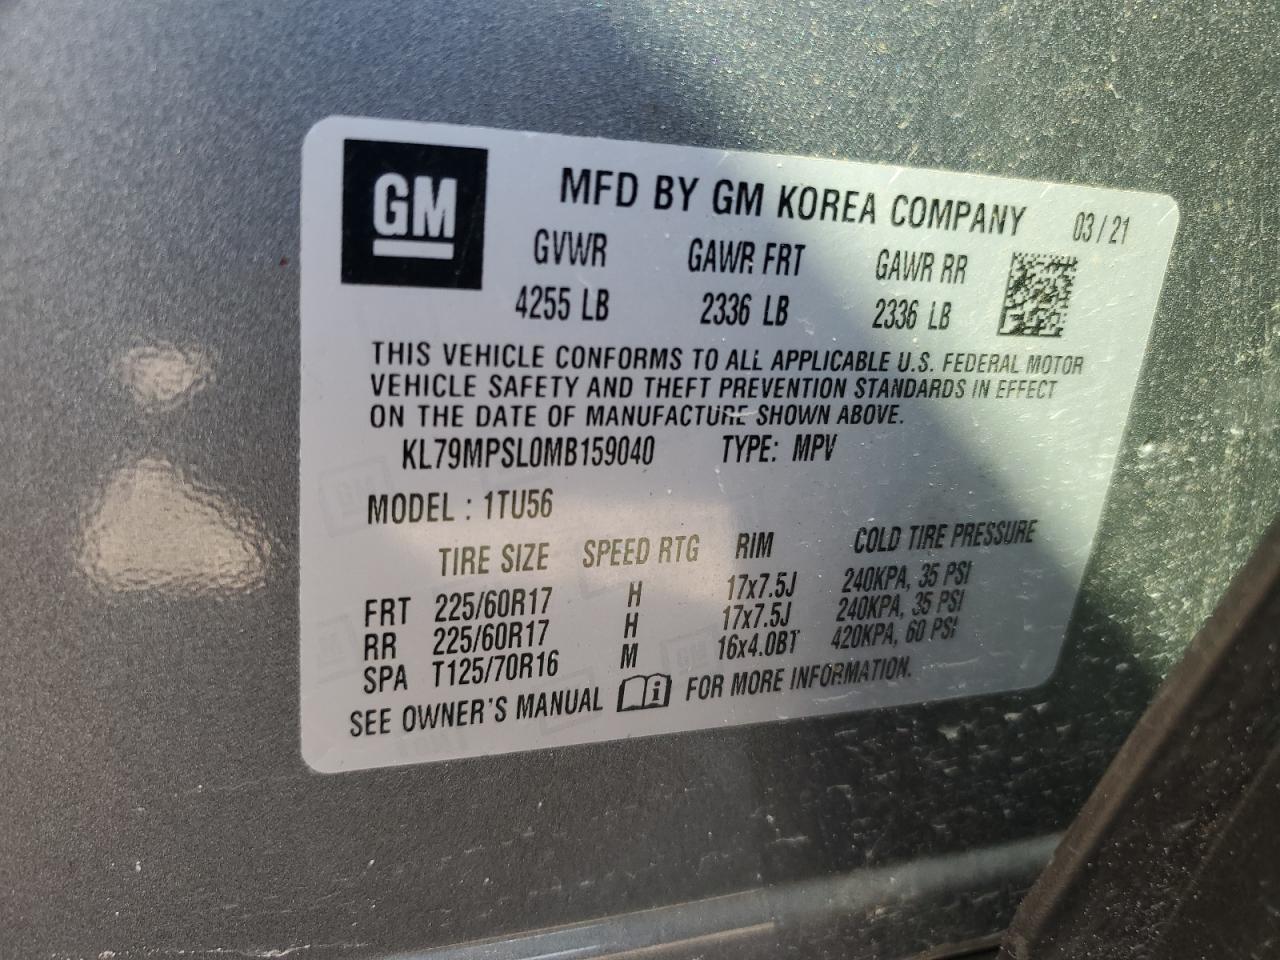 GM
MFD BY GM KOREA COMPANY 03/21
GVWR GAWR FRT GAWR RR
4255 LB 2336 LB 2336 LB
THIS VEHICLE CONFORMS TO ALL APPLICABLE U.S. FEDERAL MOTOR
VEHICLE SAFETY AND THEFT PREVENTION STANDARDS IN EFFECT
ON THE DATE OF MANUFACTURE SHOWN ABOVE.
KL79MPSL0MB159040 TYPE: MPV
MODEL : 1TU56
TIRE SIZE SPEED RTG RIM COLD TIRE PRESSURE
FRT 225/60R17 H 17x7.5J 240KPA, 35 PSI
RR 225/60R17 H 17x7.5J 240KPA, 35 PSI
SPA T125/70R16 M 16x4.0BT 420KPA, 60 PSI
SEE OWNER'S MANUAL i FOR MORE INFORMATION.